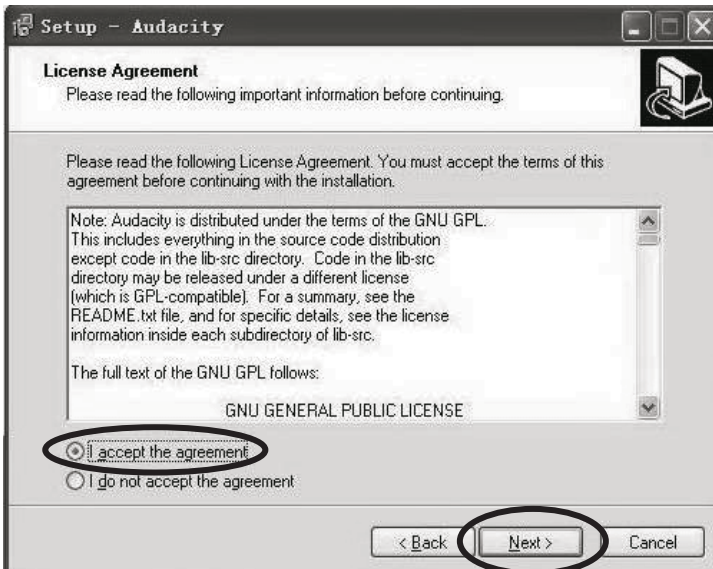 Setup - Audacity
License Agreement
Please read the following important information before continuing.
Please read the following License Agreement. You must accept the terms of this
agreement before continuing with the installation.
Note: Audacity is distributed under the terms of the GNU GPL.
This includes everything in the source code distribution
except code in the lib-src directory. Code in the lib-src
directory may be released under a different license
(which is GPL-compatible). For a summary, see the
README.txt file, and for specific details, see the license
information inside each subdirectory of lib-src.
The full text of the GNU GPL follows:
GNU GENERAL PUBLIC LICENSE
I accept the agreement
I do not accept the agreement
< Back Next > Cancel